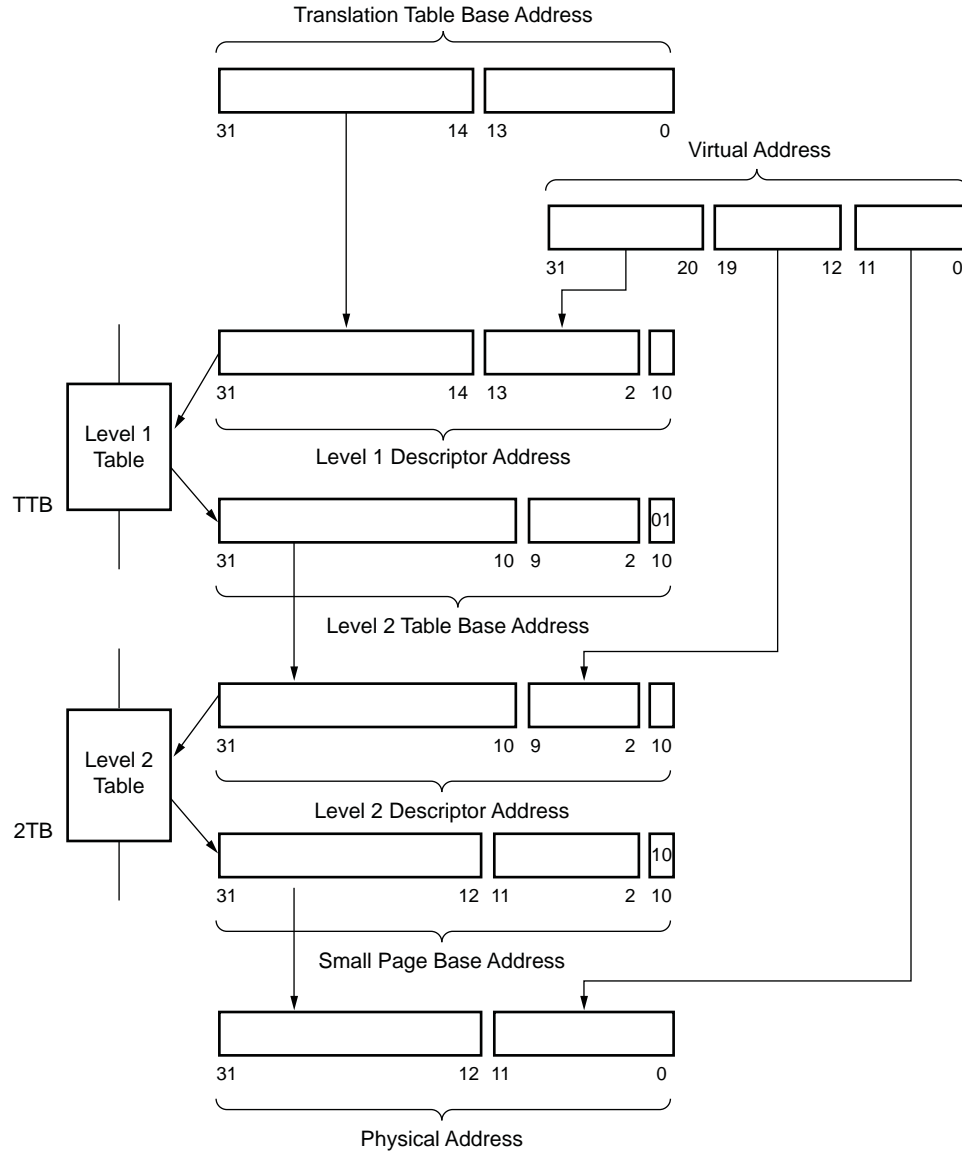 Translation Table Base Address
31 14 13 0
Virtual Address
31 20 19 12 11 0
31 14 13 2 10
Level 1
Table
Level 1 Descriptor Address
TTB
01
31 10 9 2 10
Level 2 Table Base Address
31 10 9 2 10
Level 2
Table
Level 2 Descriptor Address
2TB
10
31 12 11 2 10
Small Page Base Address
31 12 11 0
Physical Address